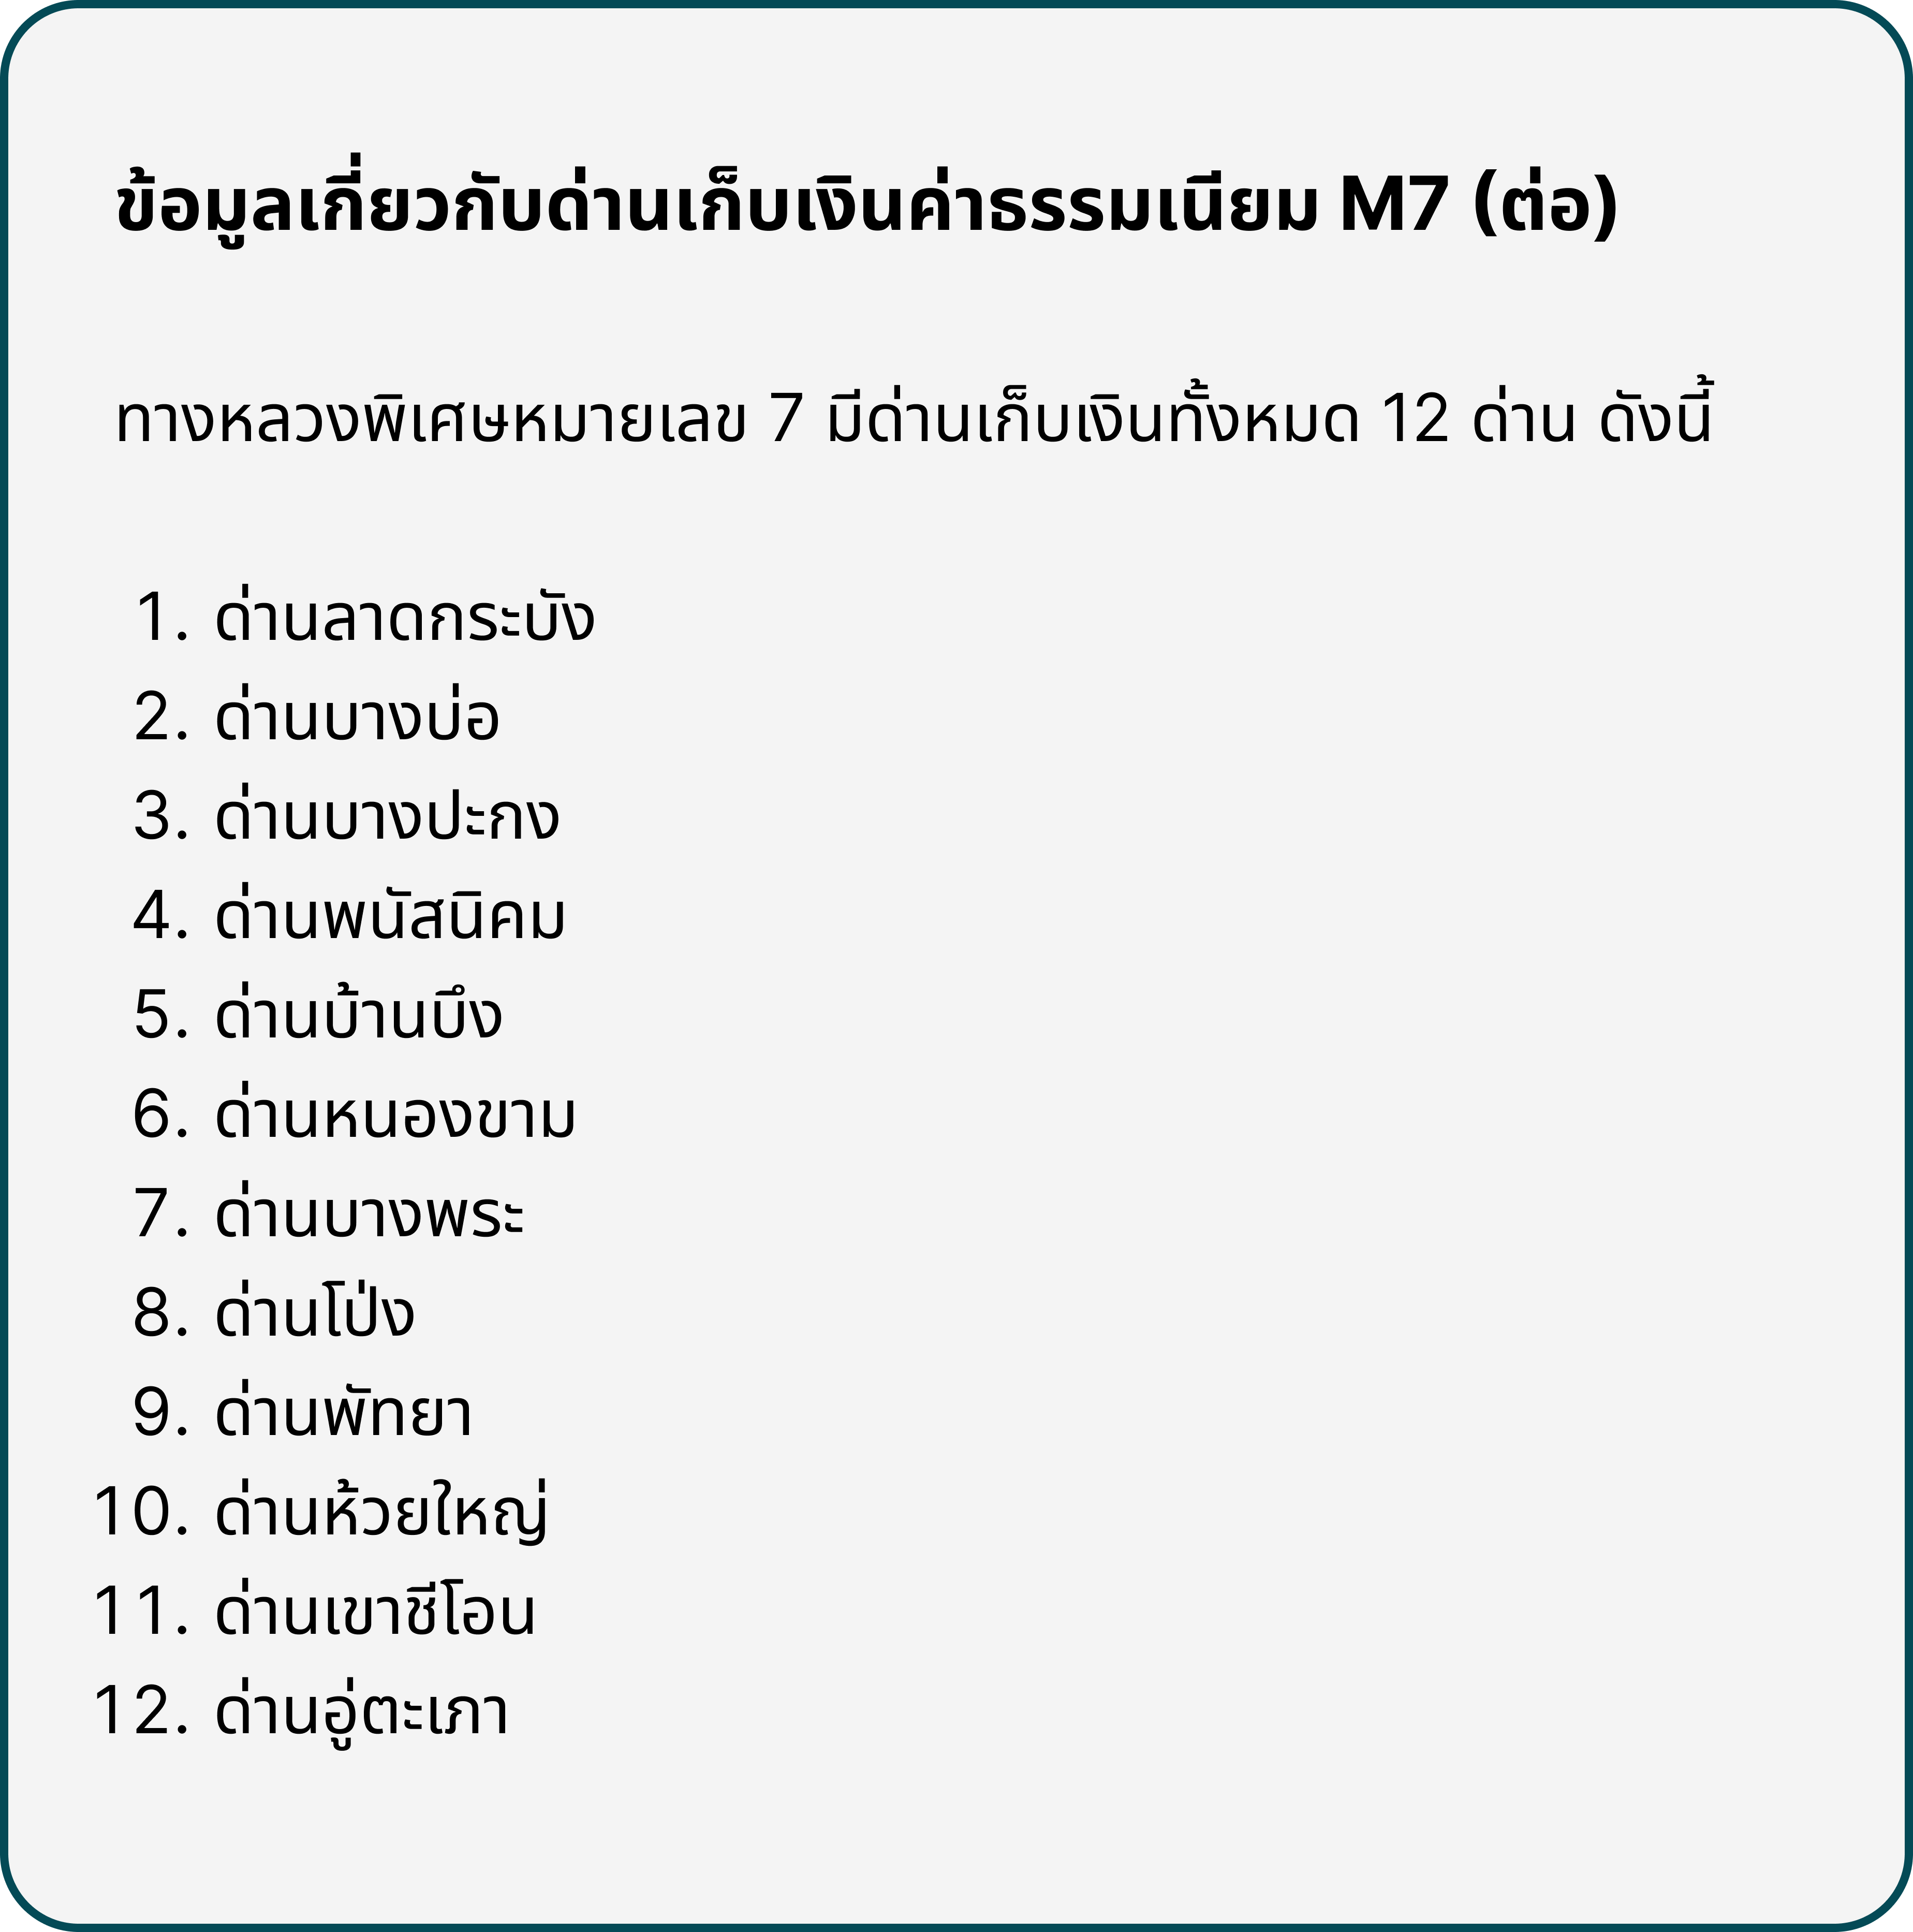 ข้อมูลเกี่ยวกับด่านเก็บเงินค่าธรรมเนียม M7 (ต่อ)
ทางหลวงพิเศษหมายเลข 7 มีด่านเก็บเงินทั้งหมด 12 ด่าน ดังนี้
1. ด่านลาดกระบัง
2. ด่านบางบ่อ
3. ด่านบางปะกง
4. ด่านพนัสนิคม
5. ด่านบ้านบึง
6. ด่านหนองขาม
7. ด่านบางพระ
8. ด่านโป่ง
9. ด่านพัทยา
10. ด่านห้วยใหญ่
11. ด่านเขาชีโอน
12. ด่านอู่ตะเภา